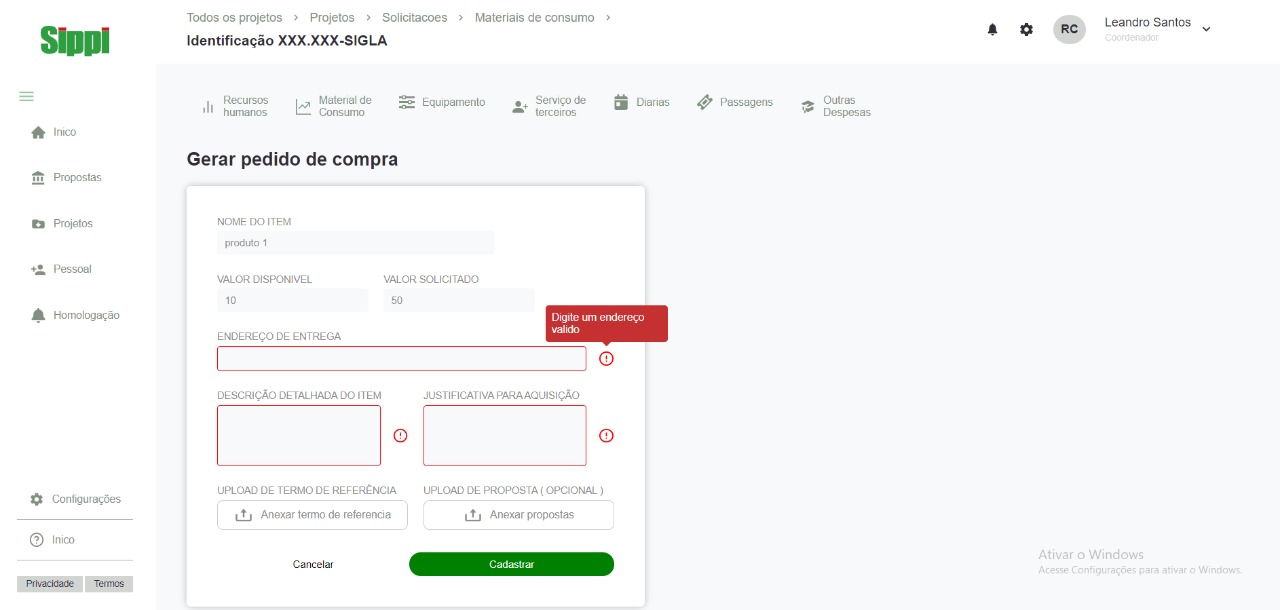 Sippi
Todos os projetos > Projetos > Solicitacoes > Materiais de consumo >
Identificação XXX.XXX-SIGLA
RC
Leandro Santos
Coordenador
Inico
Propostas
Projetos
Pessoal
Homologação
Configurações
Inico
Privacidade
Termos
Recursos
humanos
Material de
Consumo
Equipamento
Serviço de
terceiros
Diarias
Passagens
Outras
Despesas
Gerar pedido de compra
NOME DO ITEM
produto 1
VALOR DISPONIVEL
VALOR SOLICITADO
10
50
Digite um endereço
valido
ENDEREÇO DE ENTREGA
DESCRIÇÃO DETALHADA DO ITEM
JUSTIFICATIVA PARA AQUISIÇÃO
UPLOAD DE TERMO DE REFERÊNCIA
UPLOAD DE PROPOSTA ( OPCIONAL )
Anexar termo de referencia
Anexar propostas
Cancelar
Cadastrar
Ativar o Windows
Acesse Configurações para ativar o Windows.